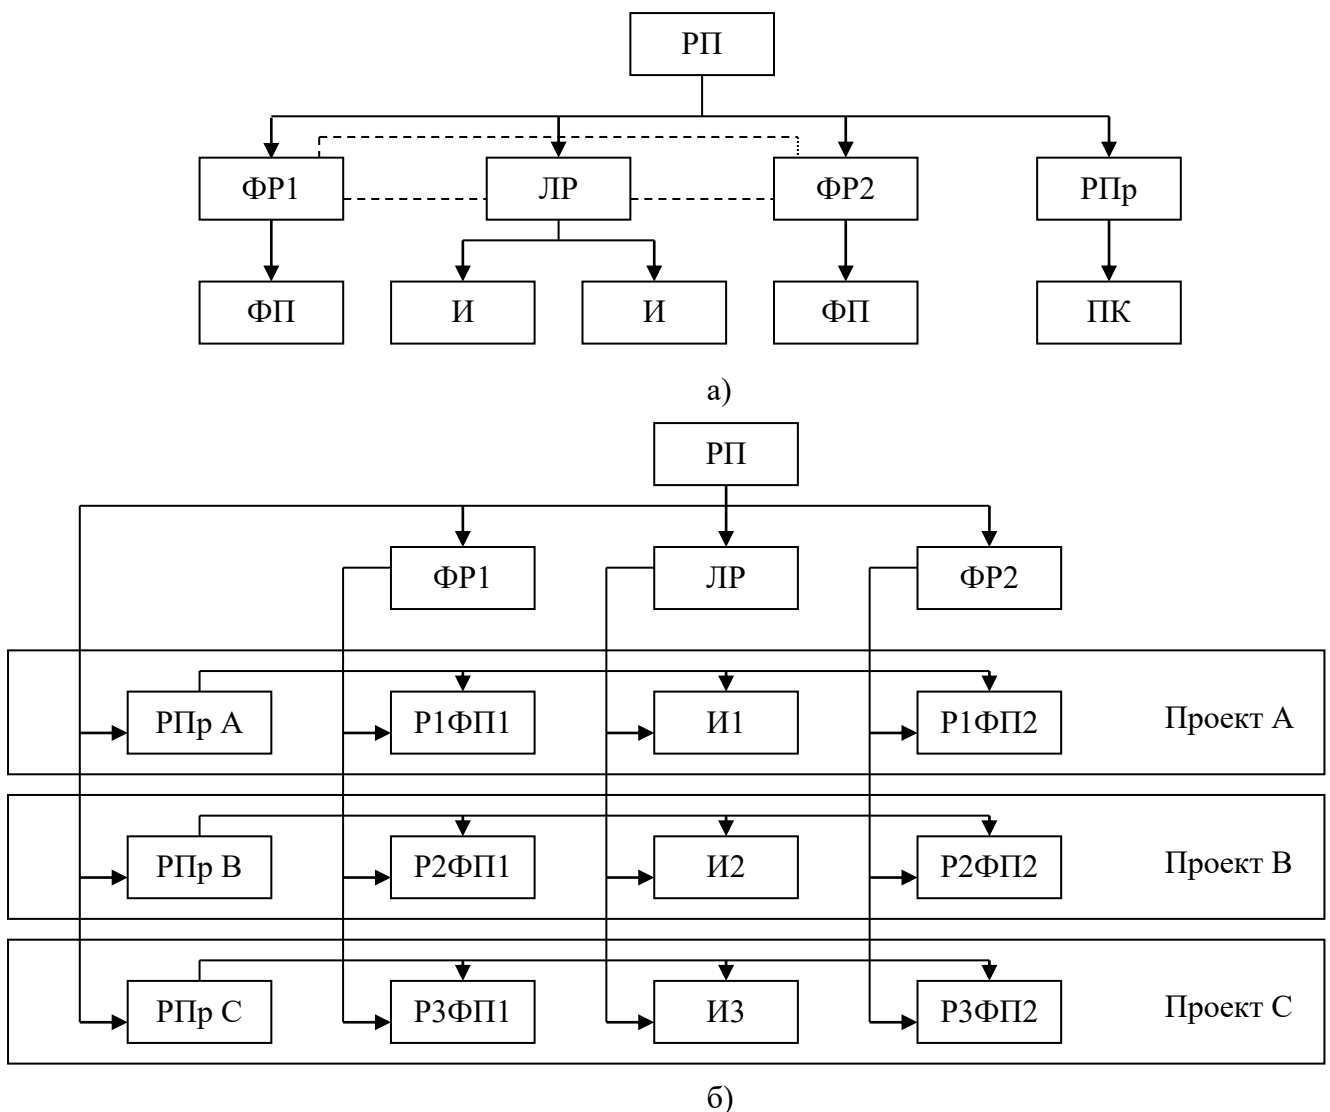 РП
ФР1 ЛР ФР2 РПр
ФП И И ФП ПК
а)
РП
ФР1 ЛР ФР2
РПр А Р1ФП1 И1 Р1ФП2 Проект А
РПр В Р2ФП1 И2 Р2ФП2 Проект В
РПр С Р3ФП1 И3 Р3ФП2 Проект С
б)